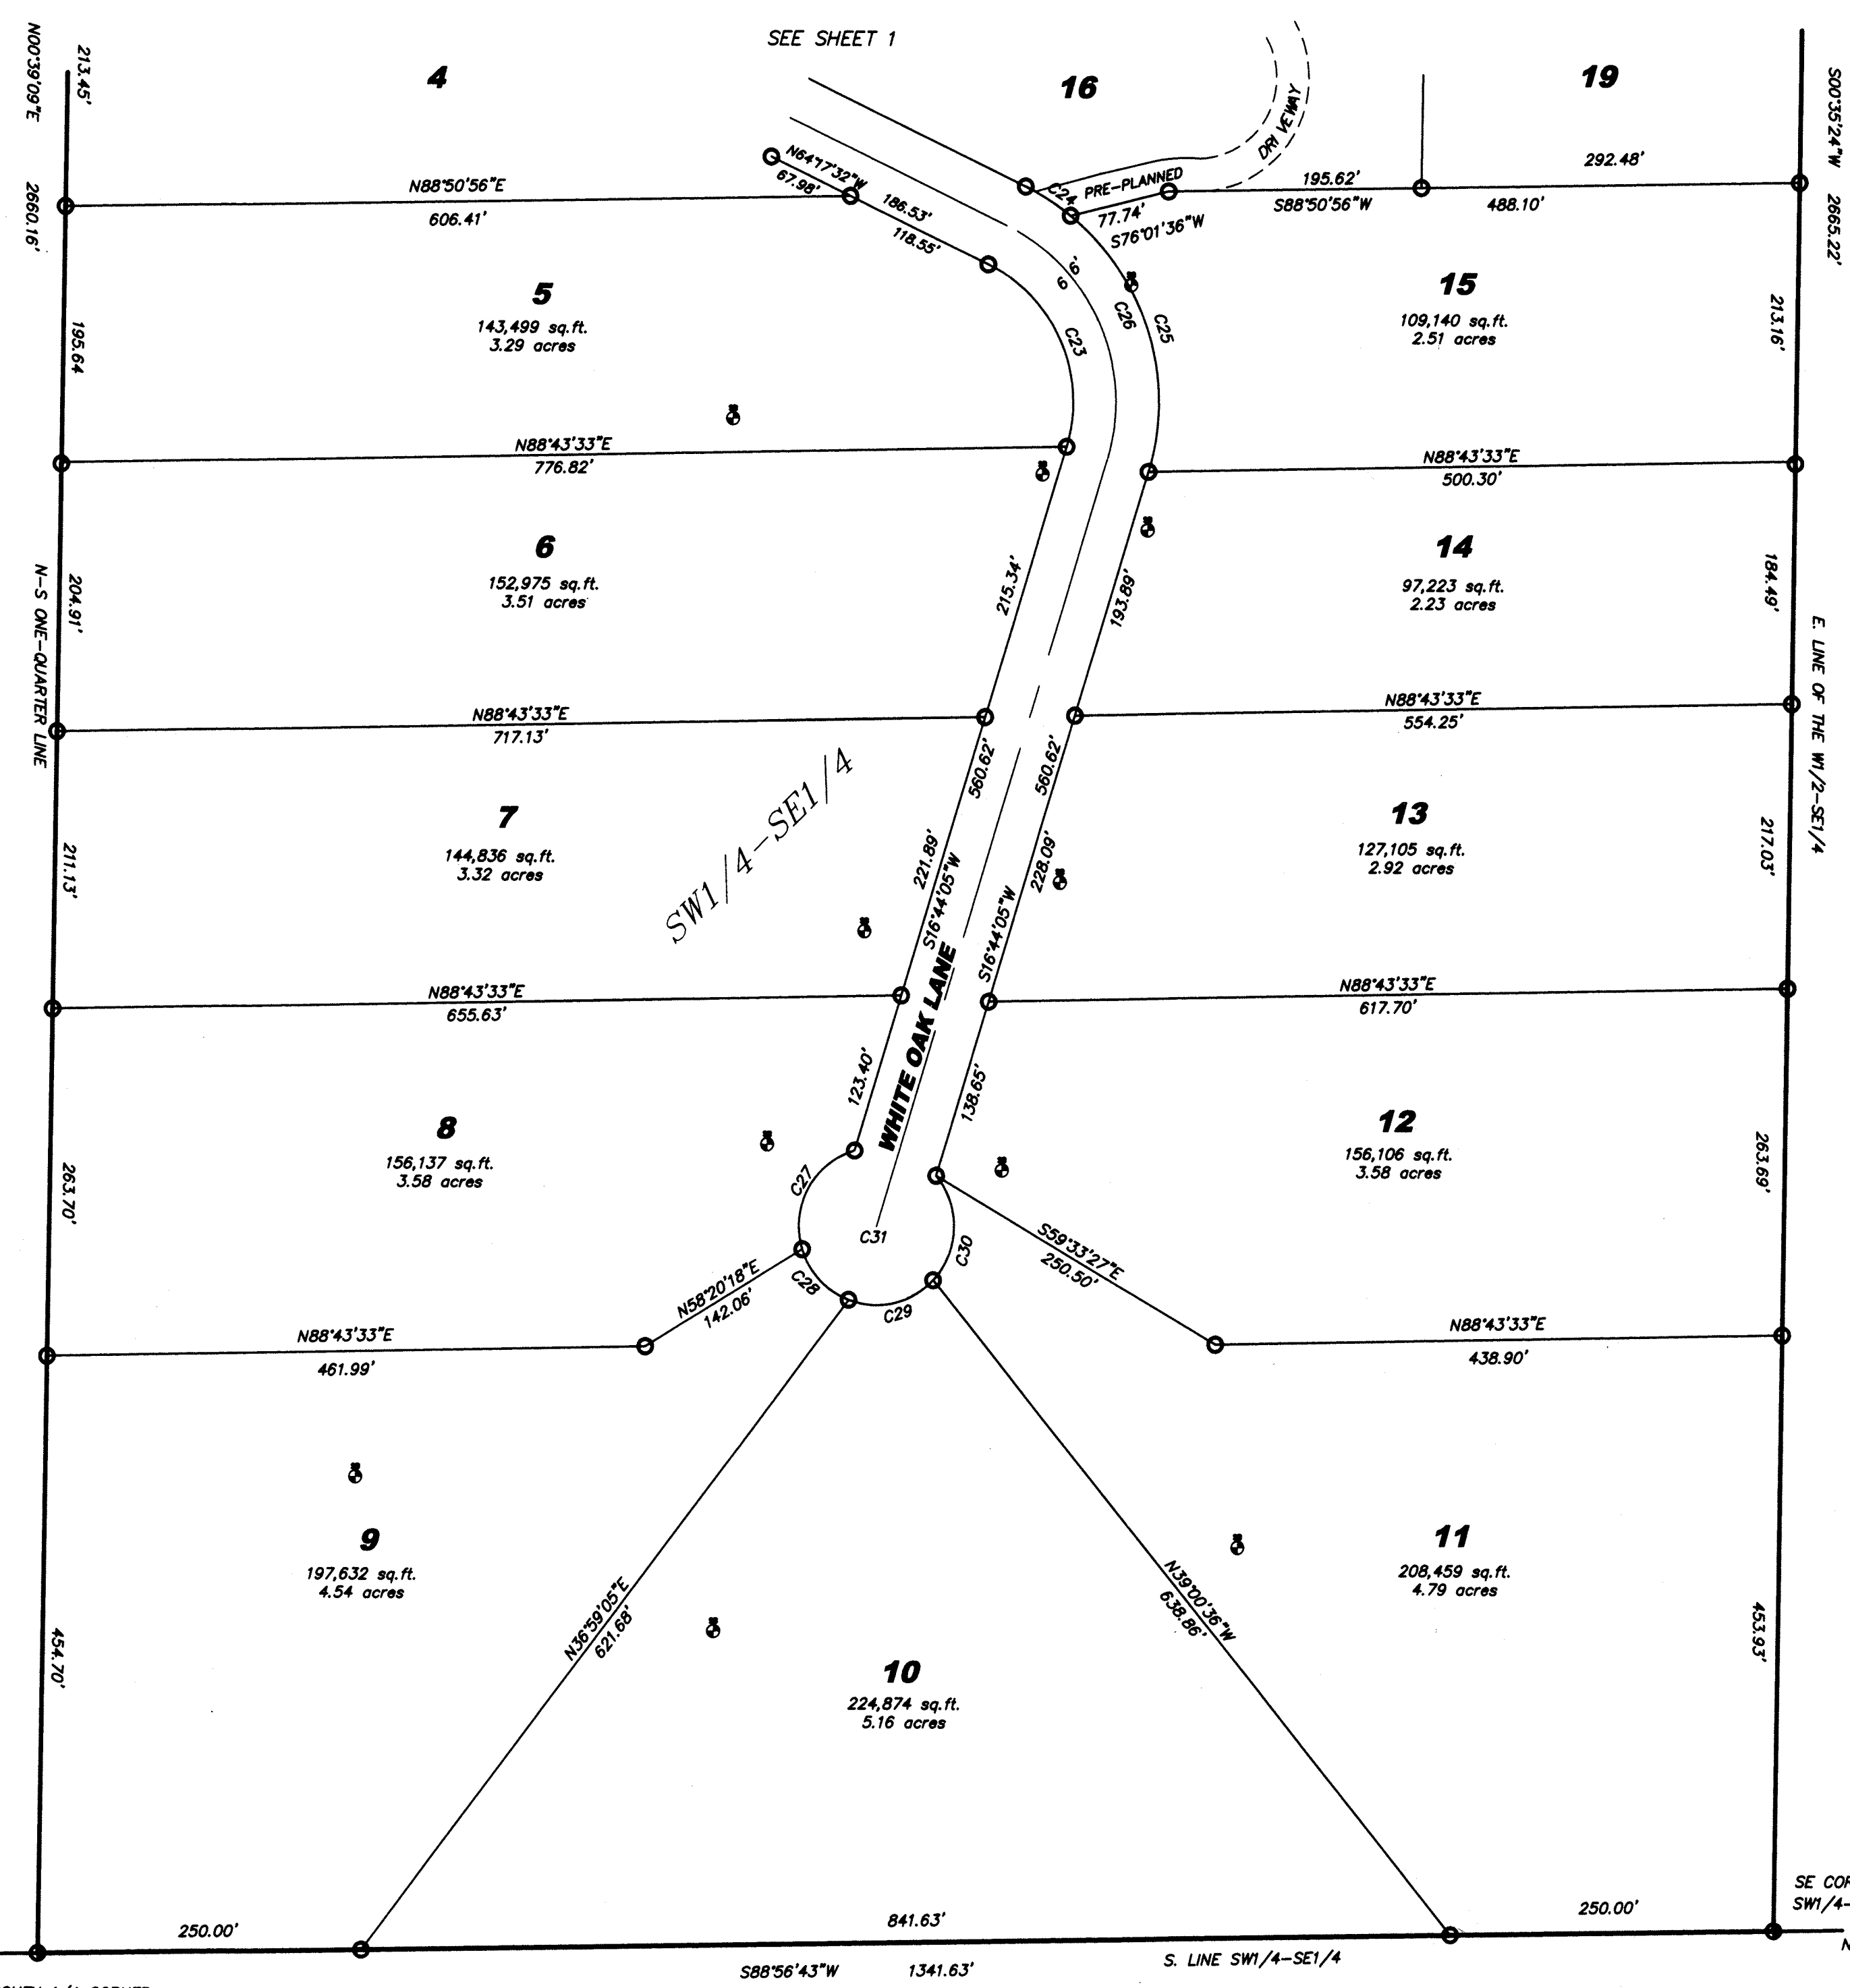 SEE SHEET 1
N00°39'09"E 2660.16'
213.45'
4
16
19
S00°35'24"W 2665.22'
DRIVEWAY
PRE-PLANNED
N64°17'32"W
67.98'
C24
77.74'
S76°01'36"W
195.62'
S88°50'56"W
292.48'
488.10'
N88°50'56"E
606.41'
186.53'
118.55'
66'
C23
C26
C25
5
143,499 sq.ft.
3.29 acres
195.64
15
109,140 sq.ft.
2.51 acres
213.16'
N88°43'33"E
776.82'
N88°43'33"E
500.30'
6
152,975 sq.ft.
3.51 acres
204.91'
N-S ONE-QUARTER LINE
215.34'
193.89'
14
97,223 sq.ft.
2.23 acres
184.49'
E. LINE OF THE W1/2-SE1/4
N88°43'33"E
717.13'
N88°43'33"E
554.25'
560.62'
560.62'
SW1/4-SE1/4
7
144,836 sq.ft.
3.32 acres
211.13'
221.89'
S16°44'05"W
228.09'
S16°44'05"W
13
127,105 sq.ft.
2.92 acres
217.03'
N88°43'33"E
655.63'
N88°43'33"E
617.70'
WHITE OAK LANE
123.40'
138.65'
8
156,137 sq.ft.
3.58 acres
263.70'
12
156,106 sq.ft.
3.58 acres
263.69'
C27
C31
C30
C28
C29
N58°20'18"E
142.06'
S59°33'27"E
250.50'
N88°43'33"E
461.99'
N88°43'33"E
438.90'
9
197,632 sq.ft.
4.54 acres
454.70'
N36°59'05"E
621.68'
N39°00'36"W
638.86'
11
208,459 sq.ft.
4.79 acres
453.93'
10
224,874 sq.ft.
5.16 acres
SE COR
SW1/4-
250.00'
841.63'
250.00'
S88°56'43"W 1341.63'
S. LINE SW1/4-SE1/4